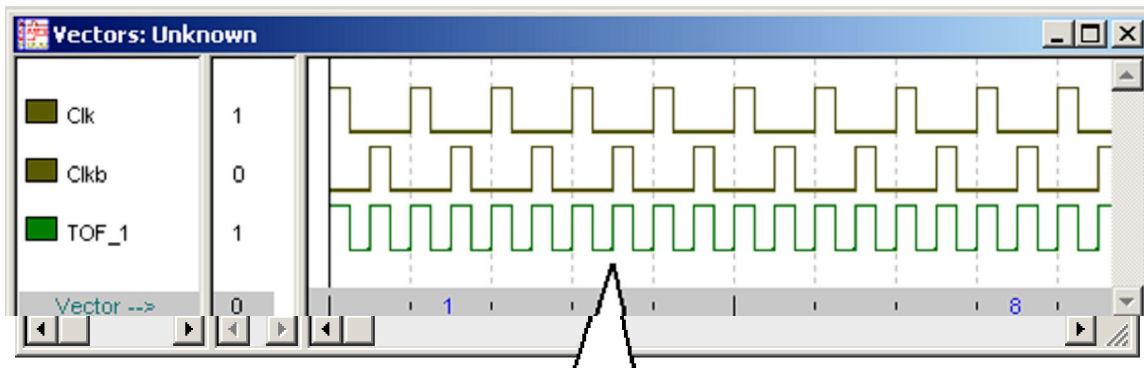 Vectors: Unknown
Clk 1
Clkb 0
TOF_1 1
Vector --> 0 1 8